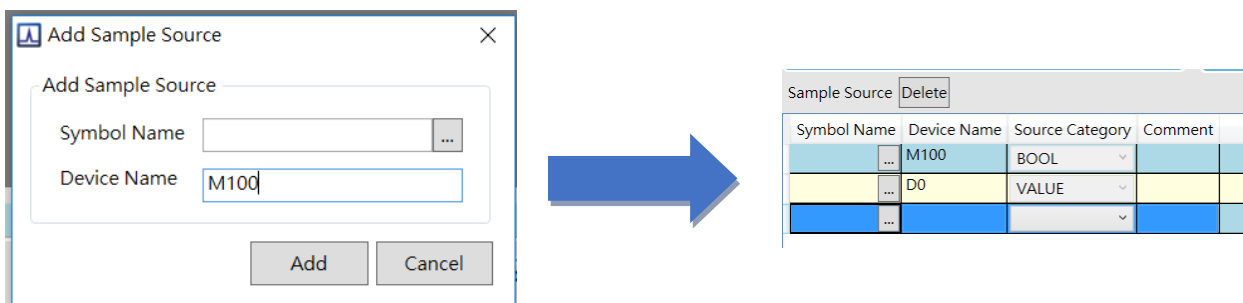 Add Sample Source
Add Sample Source
Symbol Name ...
Device Name M100
Add Cancel
Sample Source Delete
Symbol Name Device Name Source Category Comment
... M100 BOOL
... D0 VALUE
...